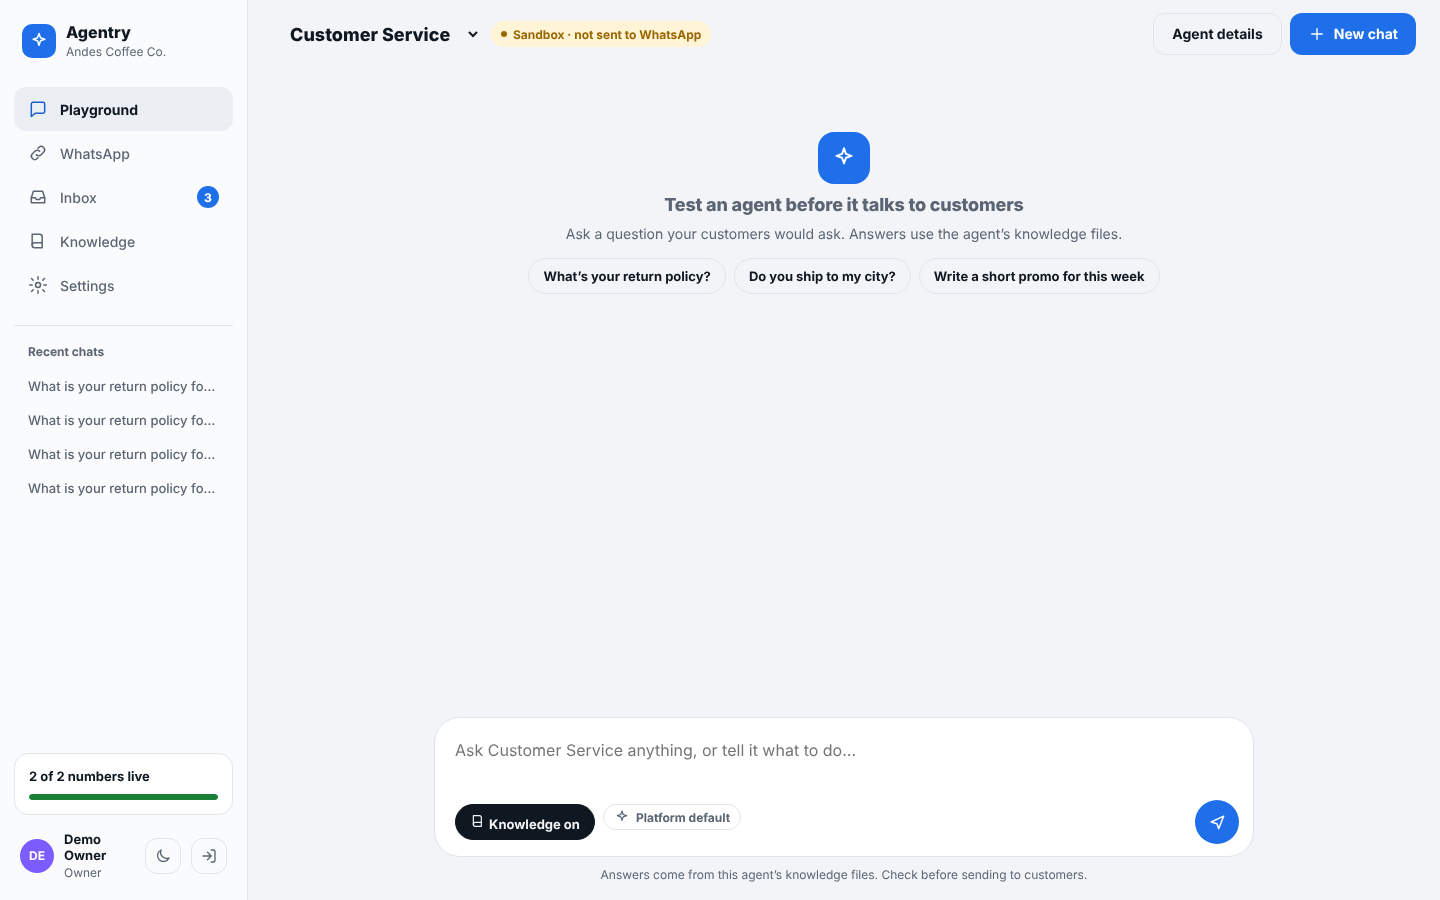 Agentry
Andes Coffee Co.
Playground
WhatsApp
Inbox
3
Knowledge
Settings
Recent chats
What is your return policy fo...
What is your return policy fo...
What is your return policy fo...
What is your return policy fo...
2 of 2 numbers live
DE
Demo
Owner
Owner
Customer Service
Sandbox · not sent to WhatsApp
Agent details
New chat
Test an agent before it talks to customers
Ask a question your customers would ask. Answers use the agent’s knowledge files.
What’s your return policy?
Do you ship to my city?
Write a short promo for this week
Ask Customer Service anything, or tell it what to do...
Knowledge on
Platform default
Answers come from this agent’s knowledge files. Check before sending to customers.